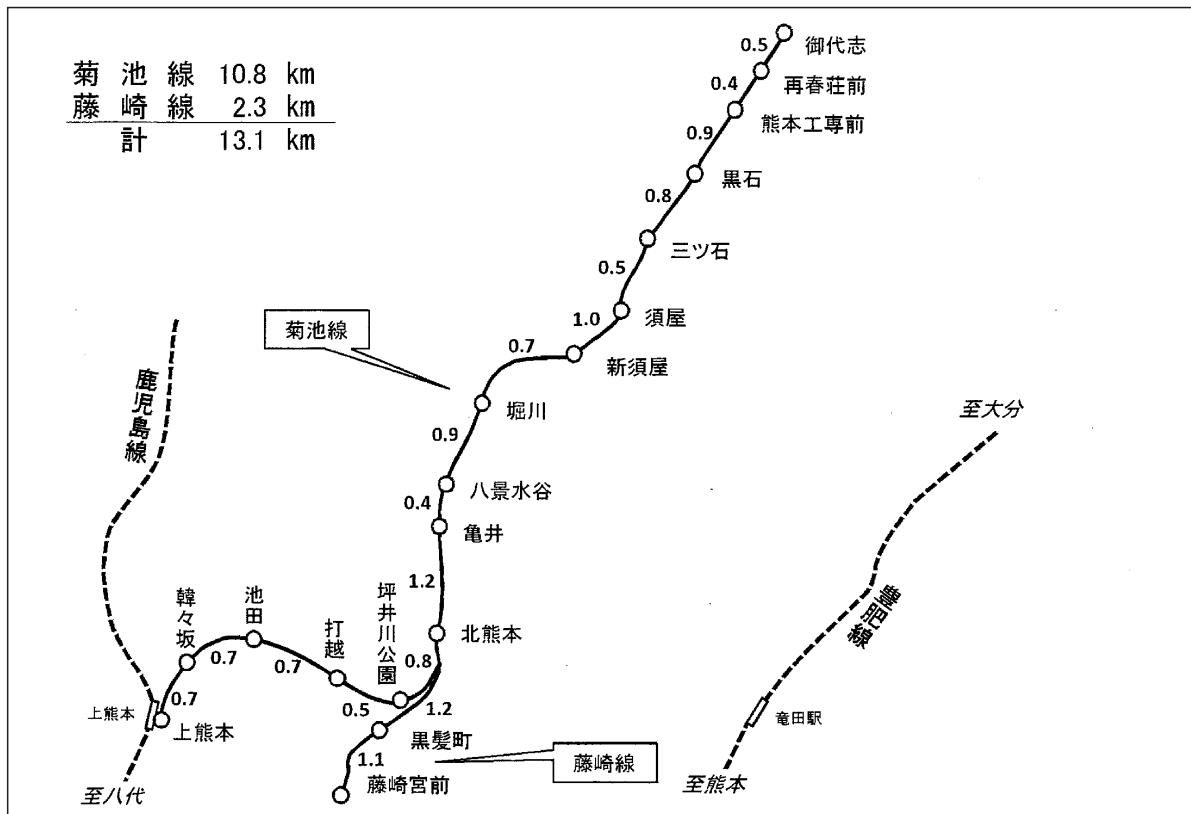 菊池線 10.8 km
藤崎線 2.3 km
計 13.1 km
御代志
0.5
再春荘前
0.4
熊本工専前
0.9
黒石
0.8
三ツ石
0.5
須屋
1.0
新須屋
0.7
堀川
0.9
八景水谷
0.4
亀井
1.2
北熊本
0.8
坪井川公園
0.5
打越
0.7
池田
0.7
韓々坂
0.7
上熊本
上熊本
1.2
黒髪町
1.1
藤崎宮前
菊池線
藤崎線
鹿児島線
至八代
至大分
豊肥線
竜田駅
至熊本